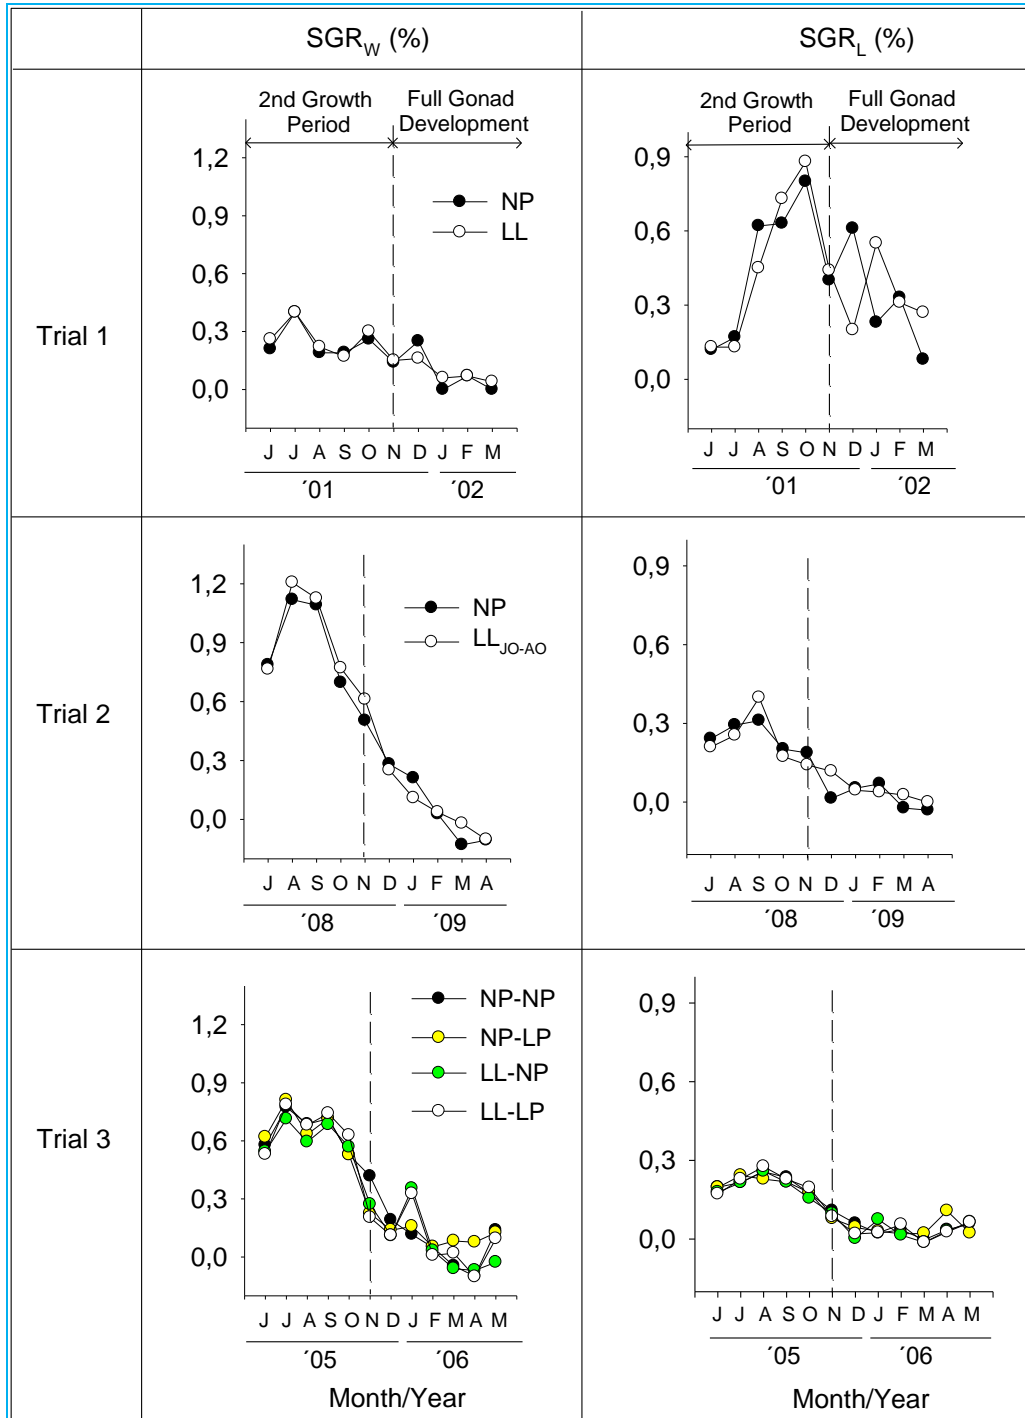 SGR_W (%)
SGR_L (%)
Trial 1
2nd Growth Period
Full Gonad Development
1,2
0,9
0,6
0,3
0,0
NP
LL
J J A S O N D J F M
´01 ´02
2nd Growth Period
Full Gonad Development
0,9
0,6
0,3
0,0
J J A S O N D J F M
´01 ´02
Trial 2
1,2
0,9
0,6
0,3
0,0
NP
LL_JO-AO
J A S O N D J F M A
´08 ´09
0,9
0,6
0,3
0,0
J A S O N D J F M A
´08 ´09
Trial 3
1,2
0,9
0,6
0,3
0,0
NP-NP
NP-LP
LL-NP
LL-LP
J J A S O N D J F M A M
´05 ´06
Month/Year
0,9
0,6
0,3
0,0
J J A S O N D J F M A M
´05 ´06
Month/Year